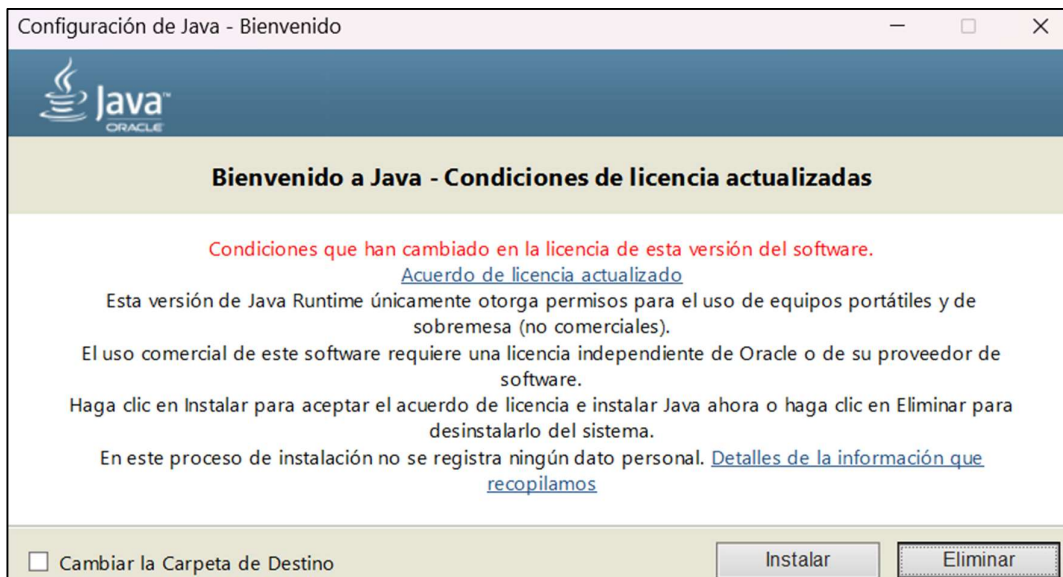 Configuración de Java - Bienvenido
Java™
ORACLE
Bienvenido a Java - Condiciones de licencia actualizadas
Condiciones que han cambiado en la licencia de esta versión del software.
Acuerdo de licencia actualizado
Esta versión de Java Runtime únicamente otorga permisos para el uso de equipos portátiles y de
sobremesa (no comerciales).
El uso comercial de este software requiere una licencia independiente de Oracle o de su proveedor de
software.
Haga clic en Instalar para aceptar el acuerdo de licencia e instalar Java ahora o haga clic en Eliminar para
desinstalarlo del sistema.
En este proceso de instalación no se registra ningún dato personal. Detalles de la información que
recopilamos
Cambiar la Carpeta de Destino
Instalar
Eliminar